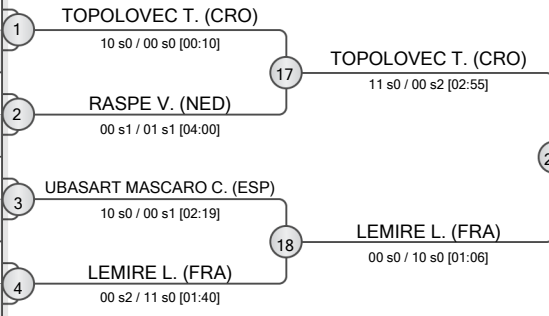 TOPOLOVEC T. (CRO)
1
10 s0 / 00 s0 [00:10]
17
TOPOLOVEC T. (CRO)
11 s0 / 00 s2 [02:55]
RASPE V. (NED)
2
00 s1 / 01 s1 [04:00]
UBASART MASCARO C. (ESP)
3
10 s0 / 00 s1 [02:19]
18
LEMIRE L. (FRA)
00 s0 / 10 s0 [01:06]
LEMIRE L. (FRA)
4
00 s2 / 11 s0 [01:40]